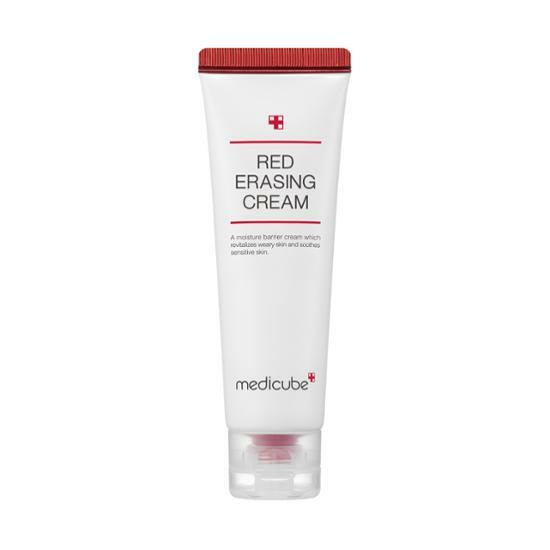 RED
ERASING
CREAM
A moisture barrier cream which
revitalizes weary skin and soothes
sensitive skin.
medicube